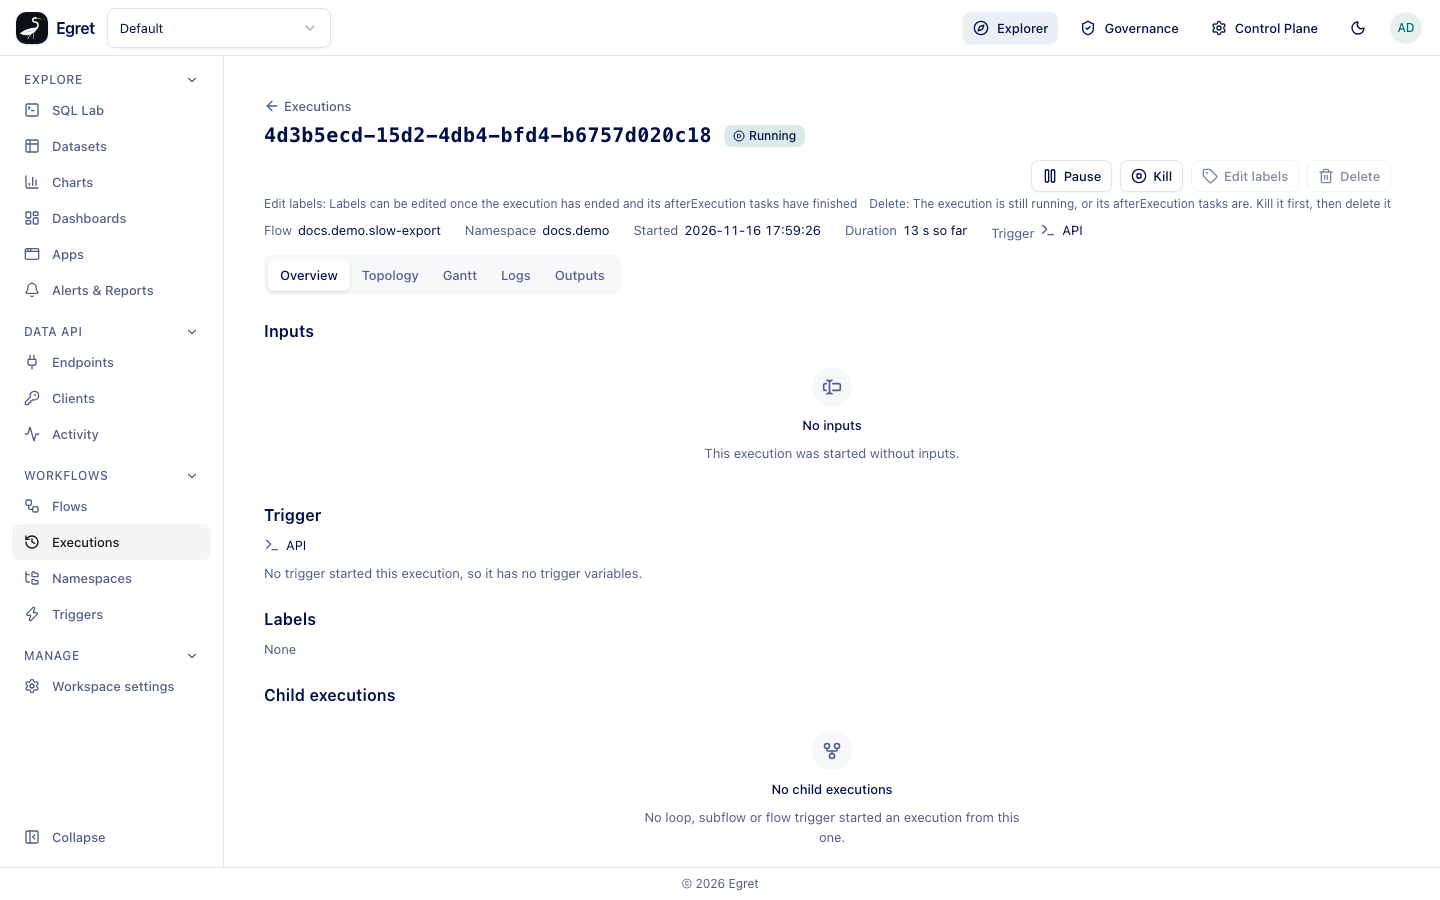 Egret
Default
Explorer
Governance
Control Plane
AD
EXPLORE
SQL Lab
Datasets
Charts
Dashboards
Apps
Alerts & Reports
DATA API
Endpoints
Clients
Activity
WORKFLOWS
Flows
Executions
Namespaces
Triggers
MANAGE
Workspace settings
Collapse
Executions
4d3b5ecd-15d2-4db4-bfd4-b6757d020c18 Running
Pause Kill Edit labels Delete
Edit labels: Labels can be edited once the execution has ended and its afterExecution tasks have finished Delete: The execution is still running, or its afterExecution tasks are. Kill it first, then delete it
Flow docs.demo.slow-export Namespace docs.demo Started 2026-11-16 17:59:26 Duration 13 s so far Trigger API
Overview Topology Gantt Logs Outputs
Inputs
No inputs
This execution was started without inputs.
Trigger
API
No trigger started this execution, so it has no trigger variables.
Labels
None
Child executions
No child executions
No loop, subflow or flow trigger started an execution from this
one.
© 2026 Egret